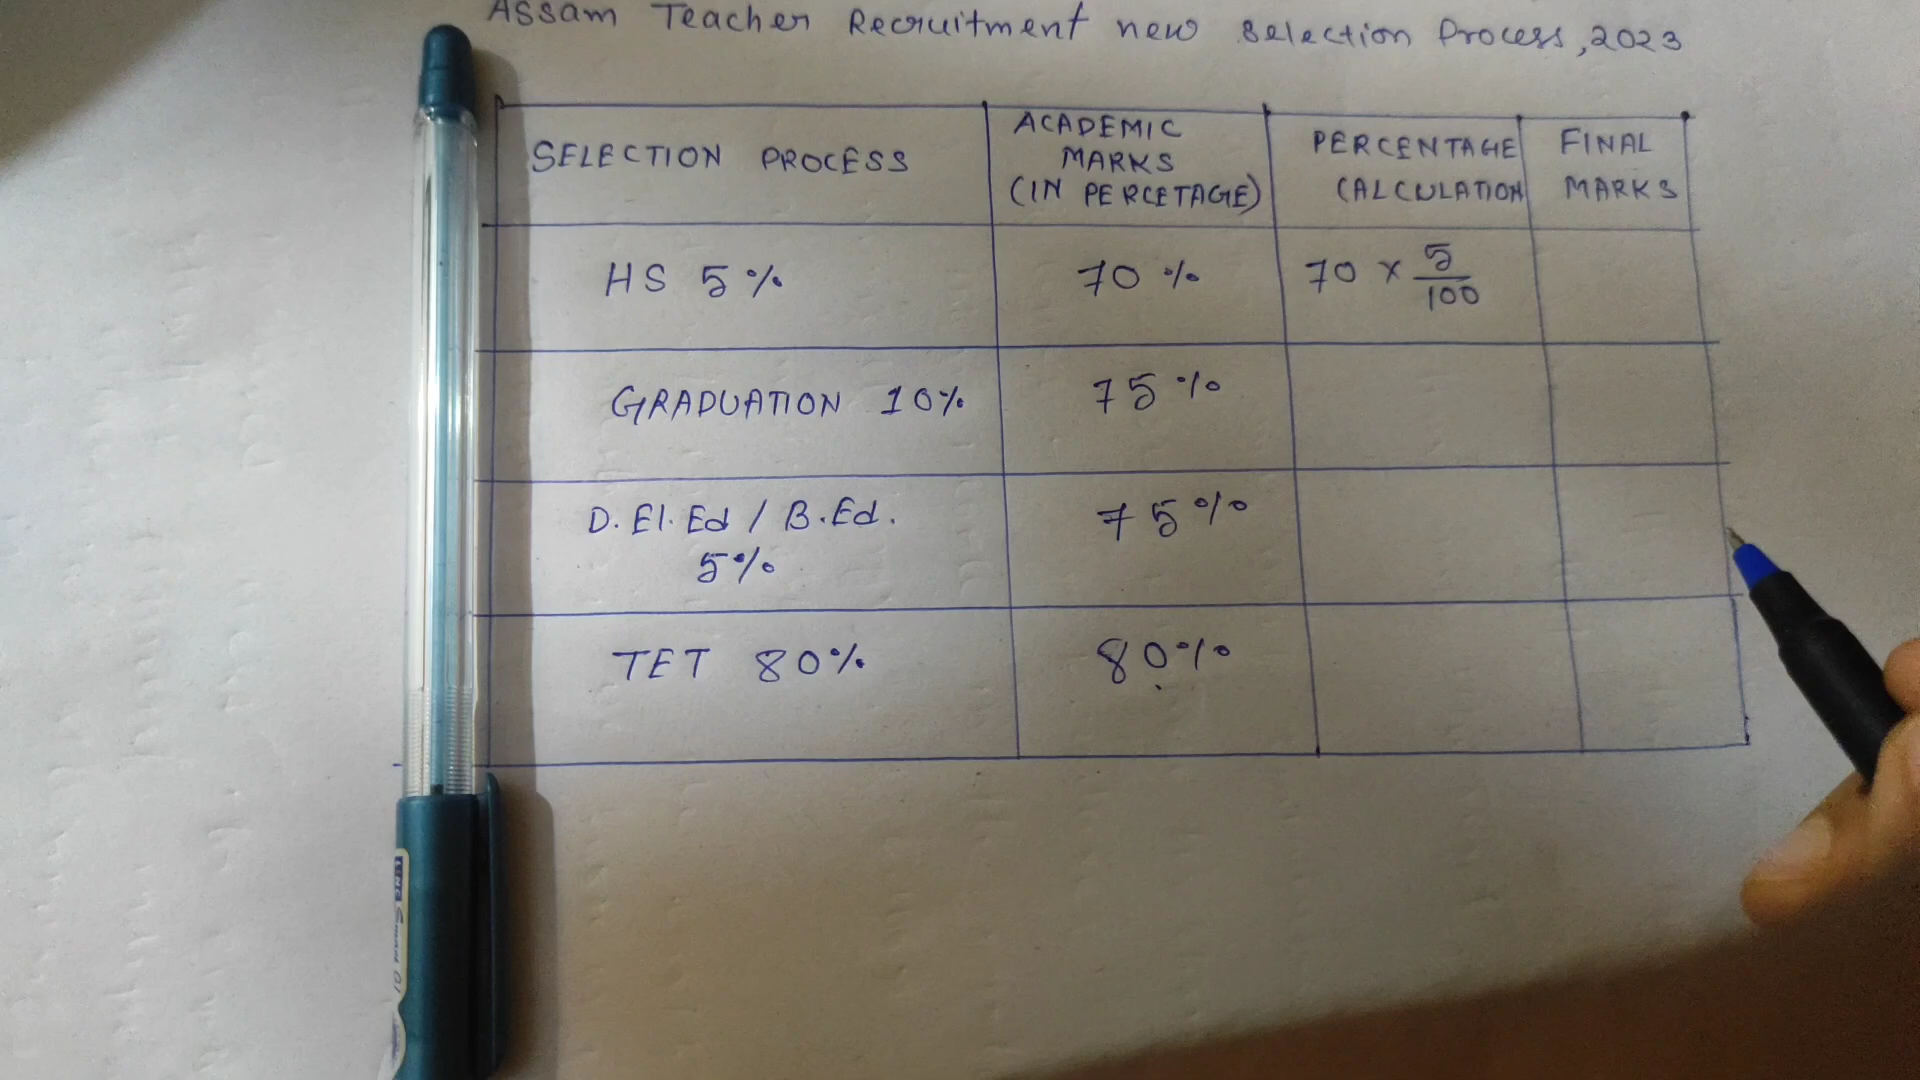 Assam Teacher Recruitment new selection Process, 2023
SELECTION PROCESS
ACADEMIC
MARKS
(IN PERCETAGE)
PERCENTAGE
CALCULATION
FINAL
MARKS
HS 5%
70%
70 × 5/100
GRADUATION 10%
75%
D. El. Ed / B.Ed.
5%
75%
TET 80%
80%